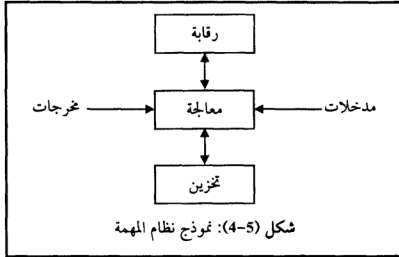 رقابة
مدخلات
معالجة
مخرجات
تخزين
شكل (5-4): نموذج نظام المهمة